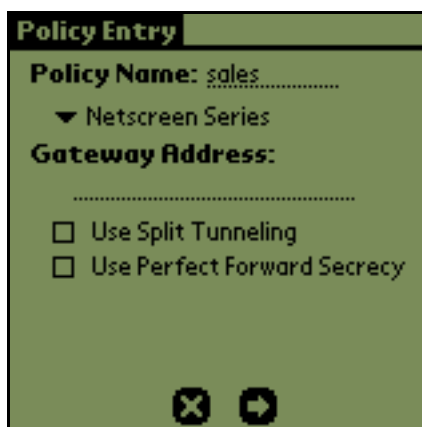 Policy Entry
Policy Name: sales
Netscreen Series
Gateway Address:
Use Split Tunneling
Use Perfect Forward Secrecy